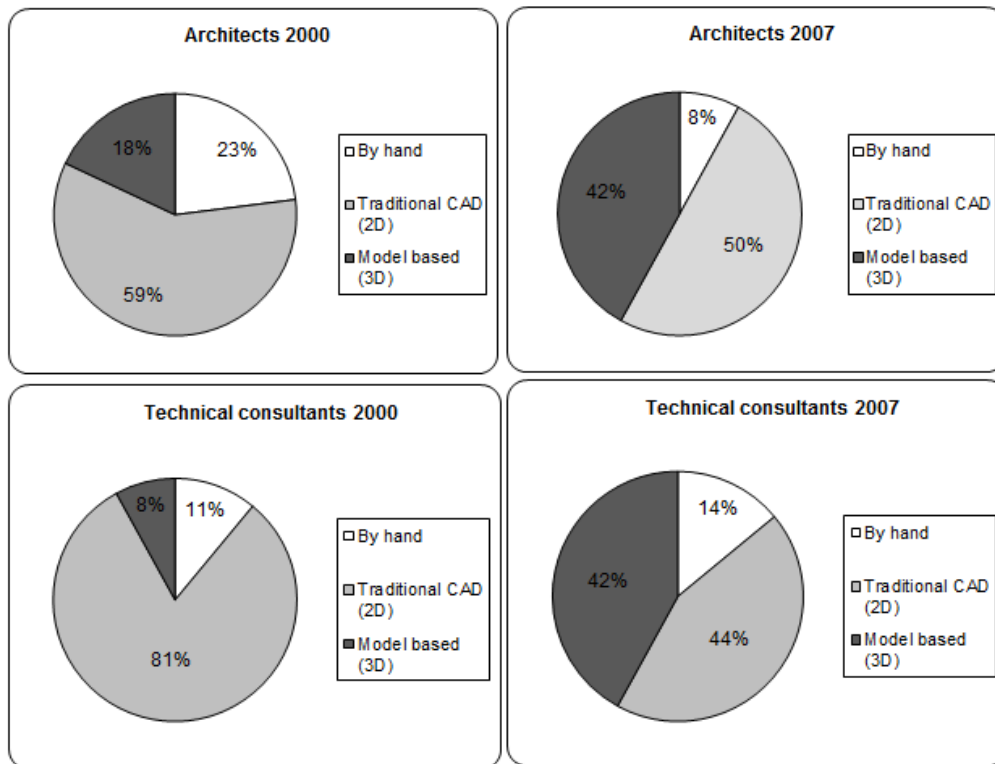 Architects 2000
18%
23%
59%
By hand
Traditional CAD
(2D)
Model based
(3D)
Architects 2007
8%
42%
50%
By hand
Traditional CAD
(2D)
Model based
(3D)
Technical consultants 2000
8%
11%
81%
By hand
Traditional CAD
(2D)
Model based
(3D)
Technical consultants 2007
14%
42%
44%
By hand
Traditional CAD
(2D)
Model based
(3D)